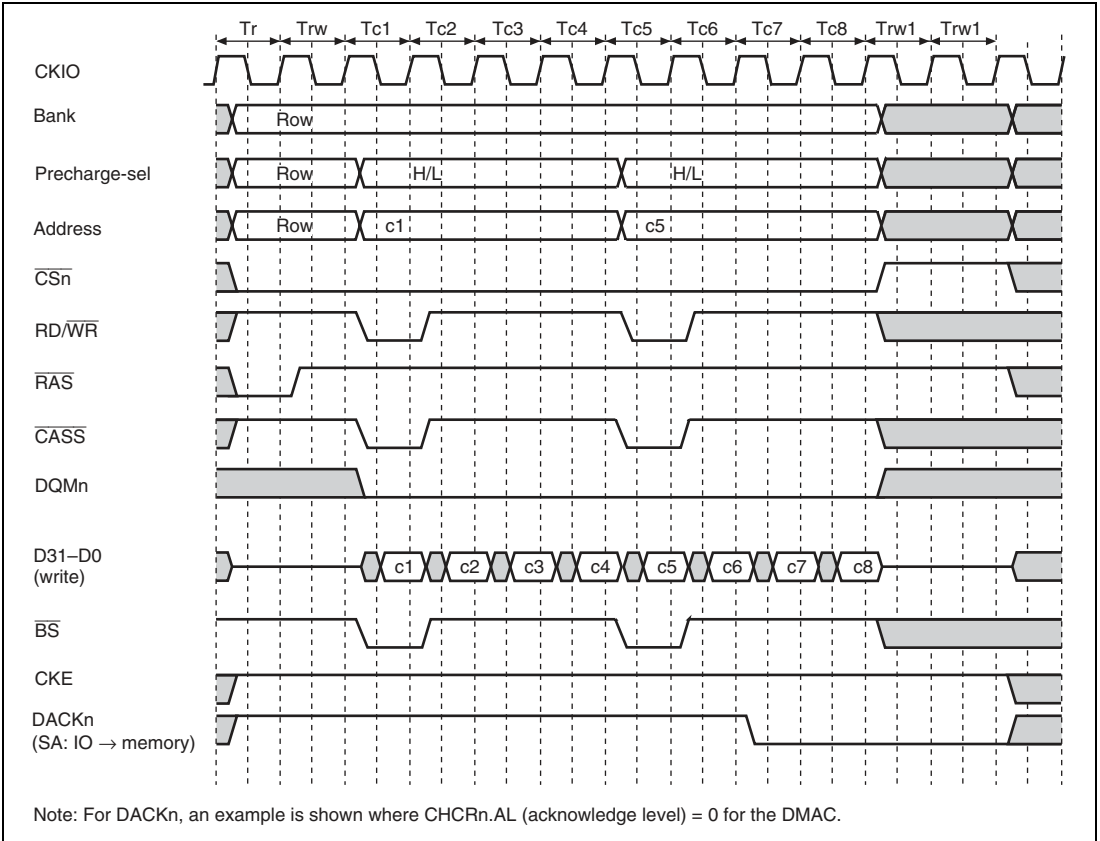 Tr Trw Tc1 Tc2 Tc3 Tc4 Tc5 Tc6 Tc7 Tc8 Trw1 Trw1
CKIO
Bank Row
Precharge-sel Row H/L H/L
Address Row c1 c5
CSn
RD/WR
RAS
CASS
DQMn
D31–D0
(write)
c1 c2 c3 c4 c5 c6 c7 c8
BS
CKE
DACKn
(SA: IO → memory)
Note: For DACKn, an example is shown where CHCRn.AL (acknowledge level) = 0 for the DMAC.